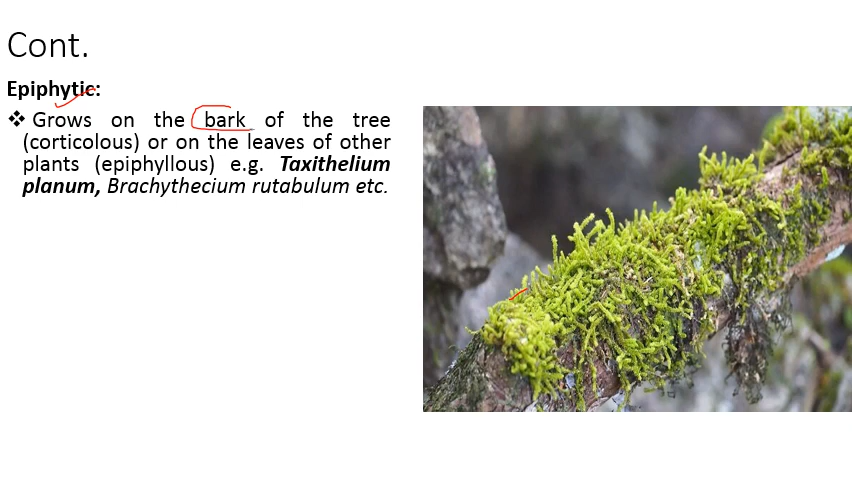 Cont.
Epiphytic:
❖ Grows on the bark of the tree
(corticolous) or on the leaves of other
plants (epiphyllous) e.g. Taxithelium
planum, Brachythecium rutabulum etc.